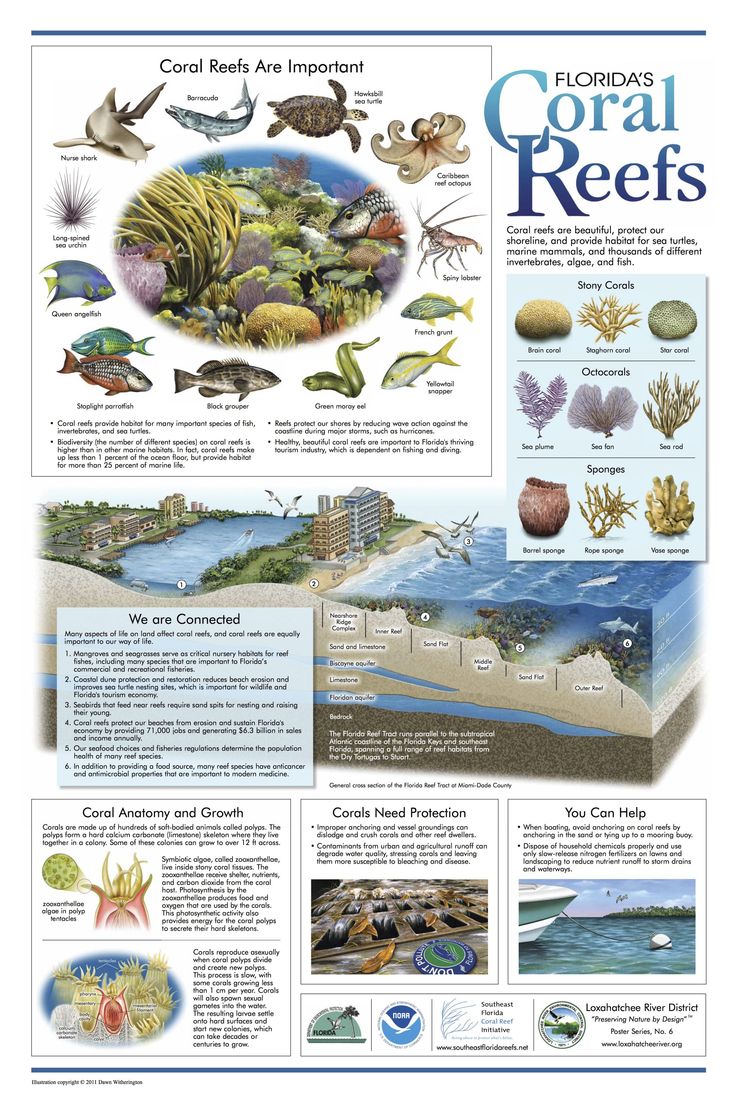 Coral Reefs Are Important
Barracuda
Hawksbill
sea turtle
Nurse shark
Caribbean
reef octopus
Long-spined
sea urchin
Spiny lobster
Queen angelfish
French grunt
Stoplight parrotfish
Black grouper
Green moray eel
Yellowtail
snapper
• Coral reefs provide habitat for many important species of fish,
invertebrates, and sea turtles.
• Biodiversity (the number of different species) on coral reefs is
higher than in other marine habitats. In fact, coral reefs make
up less than 1 percent of the ocean floor, but provide habitat
for more than 25 percent of marine life.
• Reefs protect our shores by reducing wave action against the
coastline during major storms, such as hurricanes.
• Healthy, beautiful coral reefs are important to Florida's thriving
tourism industry, which is dependent on fishing and diving.
FLORIDA'S
Coral
Reefs
Coral reefs are beautiful, protect our
shoreline, and provide habitat for sea turtles,
marine mammals, and thousands of different
invertebrates, algae, and fish.
Stony Corals
Brain coral
Staghorn coral
Star coral
Octocorals
Sea plume
Sea fan
Sea rod
Sponges
Barrel sponge
Rope sponge
Vase sponge
1
2
3
4
5
6
We are Connected
Many aspects of life on land affect coral reefs, and coral reefs are equally
important to our way of life.
1. Mangroves and seagrasses serve as critical nursery habitats for reef
fishes, including many species that are important to Florida's
commercial and recreational fisheries.
2. Coastal dune protection and restoration reduces beach erosion and
improves sea turtle nesting sites, which is important for wildlife and
Florida's tourism economy.
3. Seabirds that feed near reefs require sand spits for nesting and raising
their young.
4. Coral reefs protect our beaches from erosion and sustain Florida's
economy by providing 71,000 jobs and generating $6.3 billion in sales
and income annually.
5. Our seafood choices and fisheries regulations determine the population
health of many reef species.
6. In addition to providing a food source, many reef species have anticancer
and antimicrobial properties that are important to modern medicine.
Nearshore
Ridge
Complex
Inner Reef
Sand Flat
Middle
Reef
Sand Flat
Outer Reef
Sand and limestone
Biscayne aquifer
Limestone
Floridan aquifer
Bedrock
The Florida Reef Tract runs parallel to the subtropical
Atlantic coastline of the Florida Keys and southeast
Florida, spanning a full range of reef habitats from
the Dry Tortugas to Stuart.
General cross section of the Florida Reef Tract at Miami-Dade County
Coral Anatomy and Growth
Corals are made up of hundreds of soft-bodied animals called polyps. The
polyps form a hard calcium carbonate (limestone) skeleton where they live
together in a colony. Some of these colonies can grow to over 12 ft across.
zooxanthellae
algae in polyp
tentacles
Symbiotic algae, called zooxanthellae,
live inside stony coral tissues. The
zooxanthellae receive shelter, nutrients,
and carbon dioxide from the coral
host. Photosynthesis by the
zooxanthellae produces food and
oxygen that are used by the corals.
This photosynthetic activity also
provides energy for the coral polyps
to secrete their hard skeletons.
tentacles
pharynx
mesentery
mesenterial
filament
calcium
carbonate
skeleton
Corals reproduce asexually
when coral polyps divide
and create new polyps.
This process is slow, with
some corals growing less
than 1 cm per year. Corals
will also spawn sexual
gametes into the water.
The resulting larvae settle
onto hard surfaces and
start new colonies, which
can take decades or
centuries to grow.
Corals Need Protection
• Improper anchoring and vessel groundings can
dislodge and crush corals and other reef dwellers.
• Contaminants from urban and agricultural runoff can
degrade water quality, stressing corals and leaving
them more susceptible to bleaching and disease.
You Can Help
• When boating, avoid anchoring on coral reefs by
anchoring in the sand or tying up to a mooring buoy.
• Dispose of household chemicals properly and use
only slow-release nitrogen fertilizers on lawns and
landscaping to reduce nutrient runoff to storm drains
and waterways.
FLORIDA
NOAA
Southeast
Florida
Coral Reef
Initiative
www.southeastfloridareefs.net
Loxahatchee River District
"Preserving Nature by Design"™
Poster Series, No. 6
www.loxahatcheeriver.org
Illustration copyright © 2011 Dawn Witherington